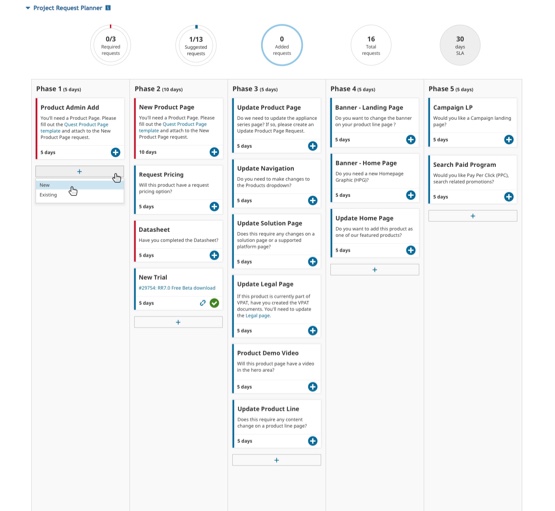 Project Request Planner
0/3
Required
requests
1/13
Suggested
requests
0
Added
requests
16
Total
requests
30
days
SLA
Phase 1 (5 days)
Product Admin Add
You'll need a Product Page. Please
fill out the Quest Product Page
template and attach to the New
Product Page request.
5 days
+
New
Existing
Phase 2 (10 days)
New Product Page
You'll need a Product Page. Please
fill out the Quest Product Page
template and attach to the New
Product Page request.
10 days
Request Pricing
Will this product have a request
pricing option?
5 days
Datasheet
Have you completed the Datasheet?
5 days
New Trial
#29754: RR7.0 Free Beta download
5 days
+
Phase 3 (5 days)
Update Product Page
Do we need to update the appliance
series page? If so, please create an
Update Product Page Request.
5 days
Update Navigation
Do you need to make changes to
the Products dropdown?
5 days
Update Solution Page
Does this require any changes on a
solution page or a supported
platform page?
5 days
Update Legal Page
If this product is currently part of
VPAT, have you created the VPAT
documents. You'll need to update
the Legal page.
5 days
Product Demo Video
Will this product page have a video
in the hero area?
5 days
Update Product Line
Does this require any content
change on a product line page?
5 days
+
Phase 4 (5 days)
Banner - Landing Page
Do you want to change the banner
on your product line page ?
5 days
Banner - Home Page
Do you need a new Homepage
Graphic (HPG)?
5 days
Update Home Page
Do you want to add this product as
one of our featured products?
5 days
+
Phase 5 (5 days)
Campaign LP
Would you like a Campaign landing
page?
5 days
Search Paid Program
Would you like Pay Per Click (PPC),
search related promotions?
5 days
+